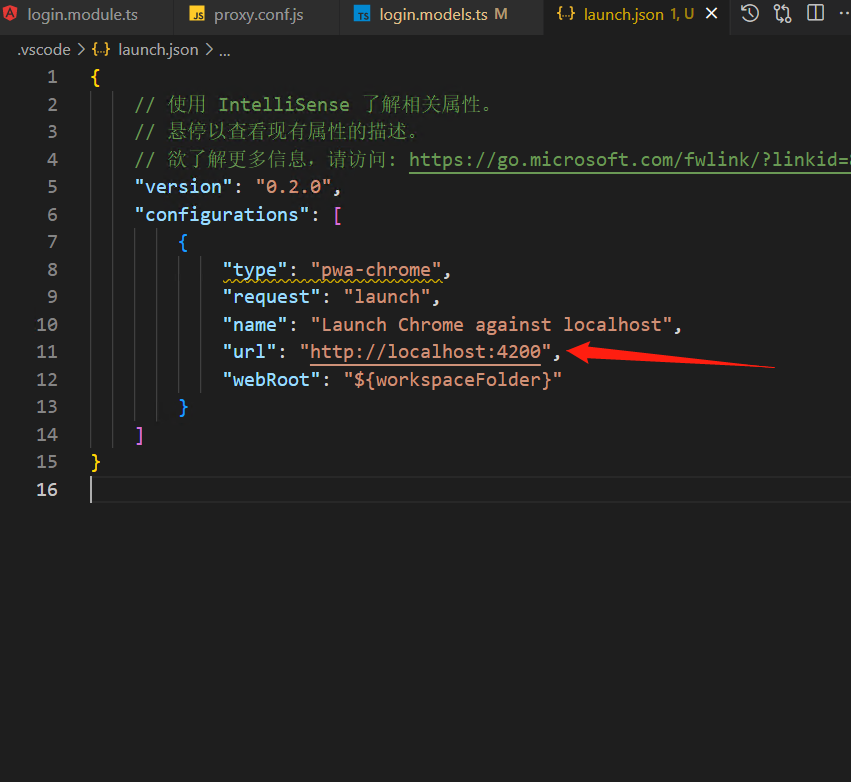 login.module.ts JS proxy.conf.js TS login.models.ts M {..} launch.json 1, U
.vscode > {..} launch.json > ...
1 {
2 // 使用 IntelliSense 了解相关属性。
3 // 悬停以查看现有属性的描述。
4 // 欲了解更多信息，请访问: https://go.microsoft.com/fwlink/?linkid=
5 "version": "0.2.0",
6 "configurations": [
7 {
8 "type": "pwa-chrome",
9 "request": "launch",
10 "name": "Launch Chrome against localhost",
11 "url": "http://localhost:4200",
12 "webRoot": "${workspaceFolder}"
13 }
14 ]
15 }
16